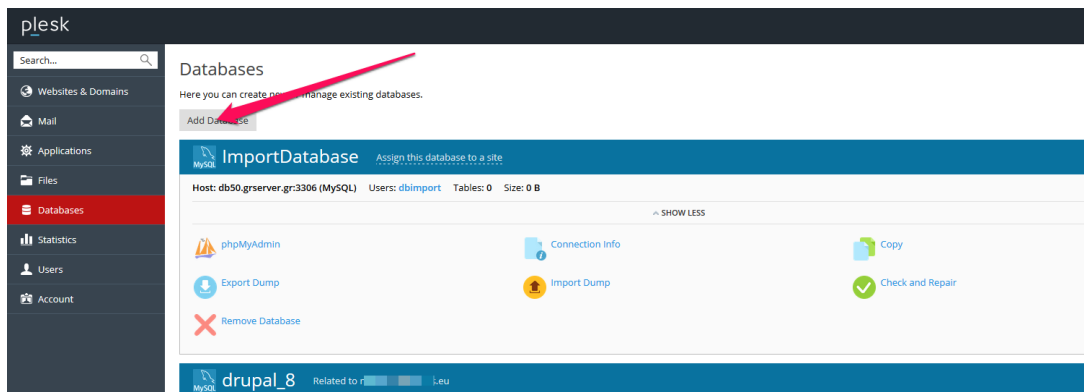 plesk
Search...
Websites & Domains
Mail
Applications
Files
Databases
Statistics
Users
Account
Databases
Here you can create manage existing databases.
Add Database
MySQL ImportDatabase Assign this database to a site
Host: db50.grserver.gr:3306 (MySQL) Users: dbimport Tables: 0 Size: 0 B
SHOW LESS
phpMyAdmin Connection Info Copy
Export Dump Import Dump Check and Repair
Remove Database
MySQL drupal_8 Related to .eu